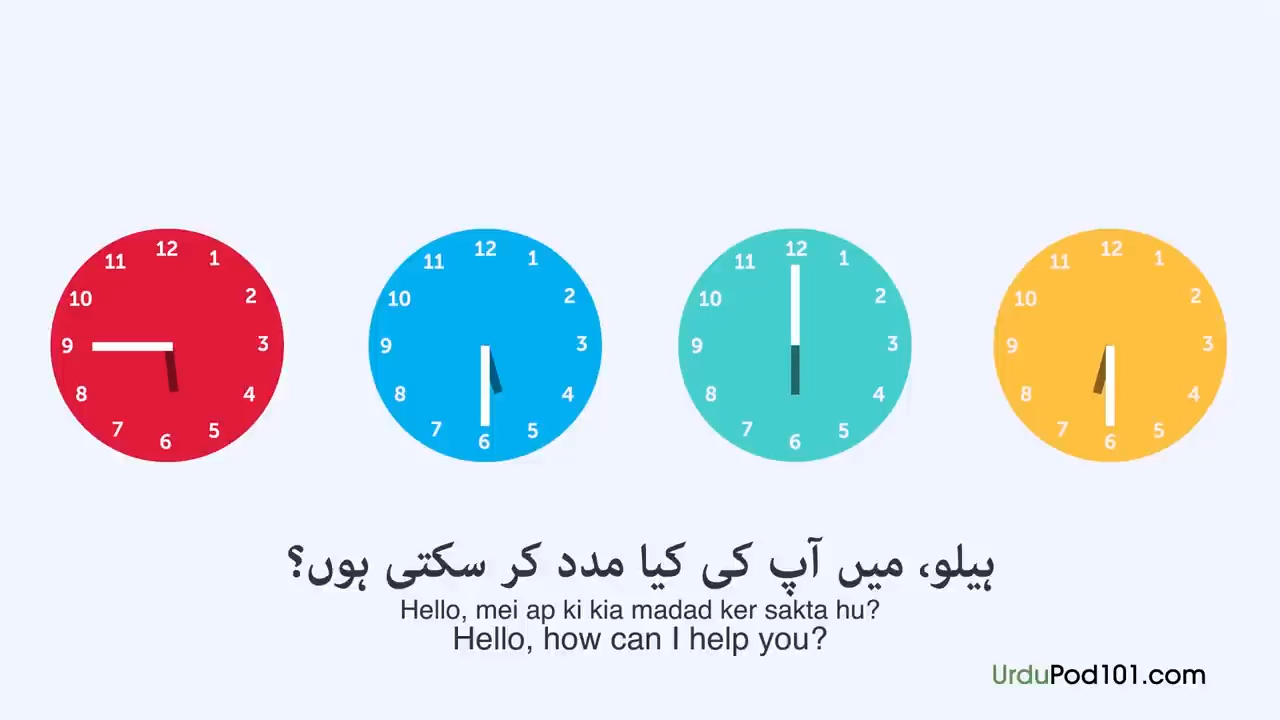 12 1 2 3 4 5 6 7 8 9 10 11
12 1 2 3 4 5 6 7 8 9 10 11
12 1 2 3 4 5 6 7 8 9 10 11
12 1 2 3 4 5 6 7 8 9 10 11
ہیلو، میں آپ کی کیا مدد کر سکتی ہوں؟
Hello, mei ap ki kia madad ker sakta hu?
Hello, how can I help you?
UrduPod101.com